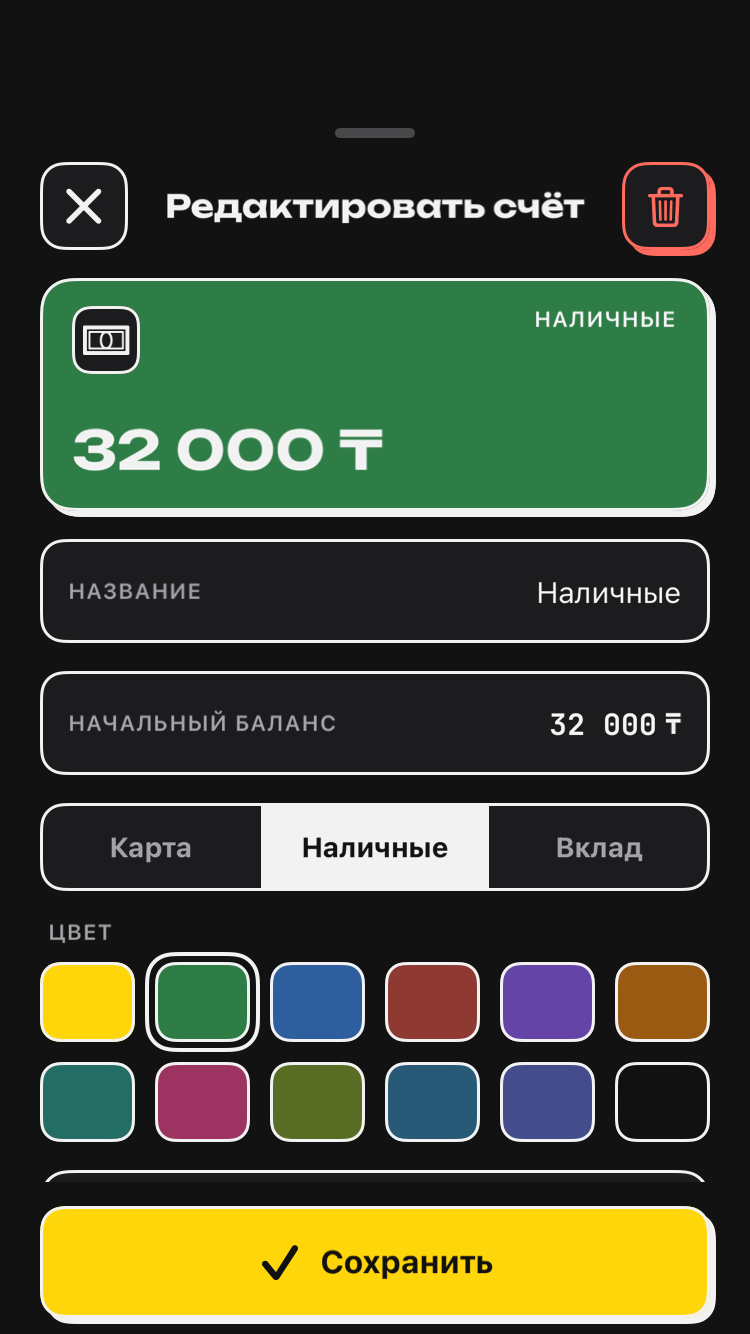 Редактировать счёт
НАЛИЧНЫЕ
32 000 ₸
НАЗВАНИЕ Наличные
НАЧАЛЬНЫЙ БАЛАНС 32 000 ₸
Карта Наличные Вклад
ЦВЕТ
Сохранить